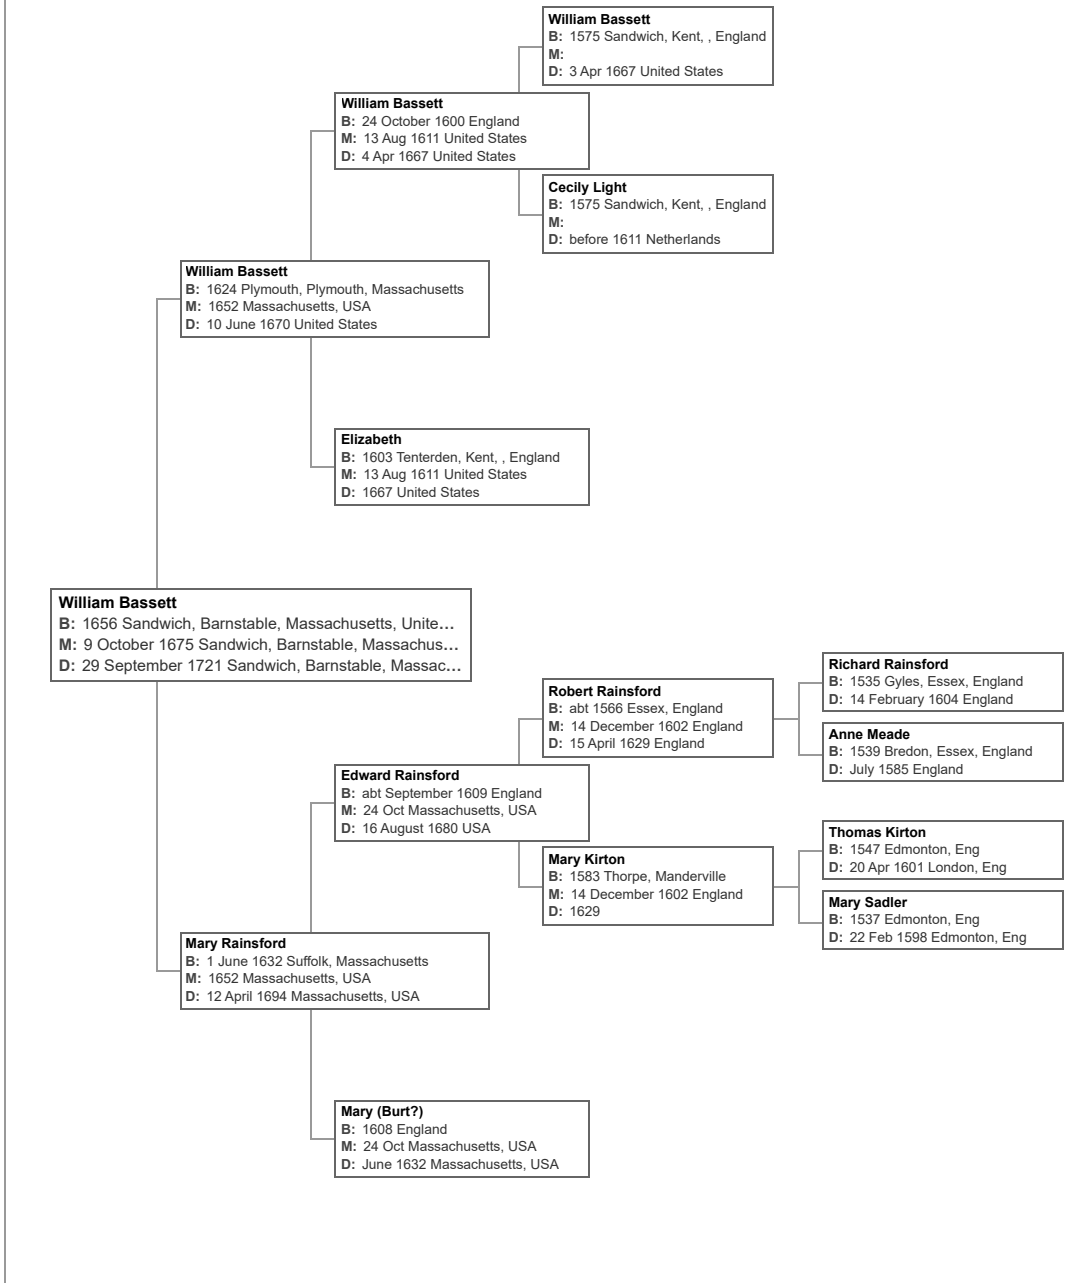 William Bassett
B: 1575 Sandwich, Kent, , England
M:
D: 3 Apr 1667 United States
William Bassett
B: 24 October 1600 England
M: 13 Aug 1611 United States
D: 4 Apr 1667 United States
Cecily Light
B: 1575 Sandwich, Kent, , England
M:
D: before 1611 Netherlands
William Bassett
B: 1624 Plymouth, Plymouth, Massachusetts
M: 1652 Massachusetts, USA
D: 10 June 1670 United States
Elizabeth
B: 1603 Tenterden, Kent, , England
M: 13 Aug 1611 United States
D: 1667 United States
William Bassett
B: 1656 Sandwich, Barnstable, Massachusetts, Unite...
M: 9 October 1675 Sandwich, Barnstable, Massachus...
D: 29 September 1721 Sandwich, Barnstable, Massac...
Richard Rainsford
B: 1535 Gyles, Essex, England
D: 14 February 1604 England
Robert Rainsford
B: abt 1566 Essex, England
M: 14 December 1602 England
D: 15 April 1629 England
Anne Meade
B: 1539 Bredon, Essex, England
D: July 1585 England
Edward Rainsford
B: abt September 1609 England
M: 24 Oct Massachusetts, USA
D: 16 August 1680 USA
Thomas Kirton
B: 1547 Edmonton, Eng
D: 20 Apr 1601 London, Eng
Mary Kirton
B: 1583 Thorpe, Manderville
M: 14 December 1602 England
D: 1629
Mary Sadler
B: 1537 Edmonton, Eng
D: 22 Feb 1598 Edmonton, Eng
Mary Rainsford
B: 1 June 1632 Suffolk, Massachusetts
M: 1652 Massachusetts, USA
D: 12 April 1694 Massachusetts, USA
Mary (Burt?)
B: 1608 England
M: 24 Oct Massachusetts, USA
D: June 1632 Massachusetts, USA